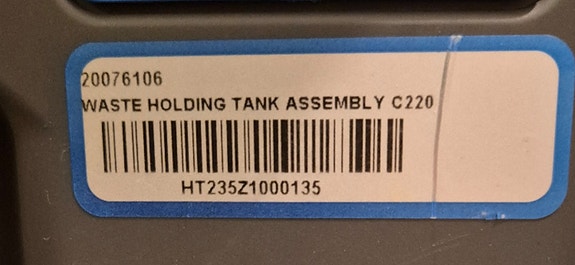 20076106
WASTE HOLDING TANK ASSEMBLY C220
HT235Z1000135